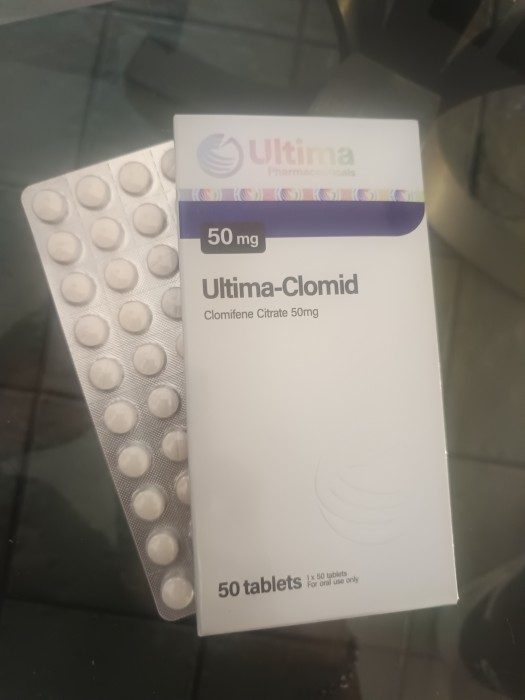 Ultima
Pharmaceuticals
50 mg
Ultima-Clomid
Clomifene Citrate 50mg
50 tablets
1 x 50 tablets
For oral use only